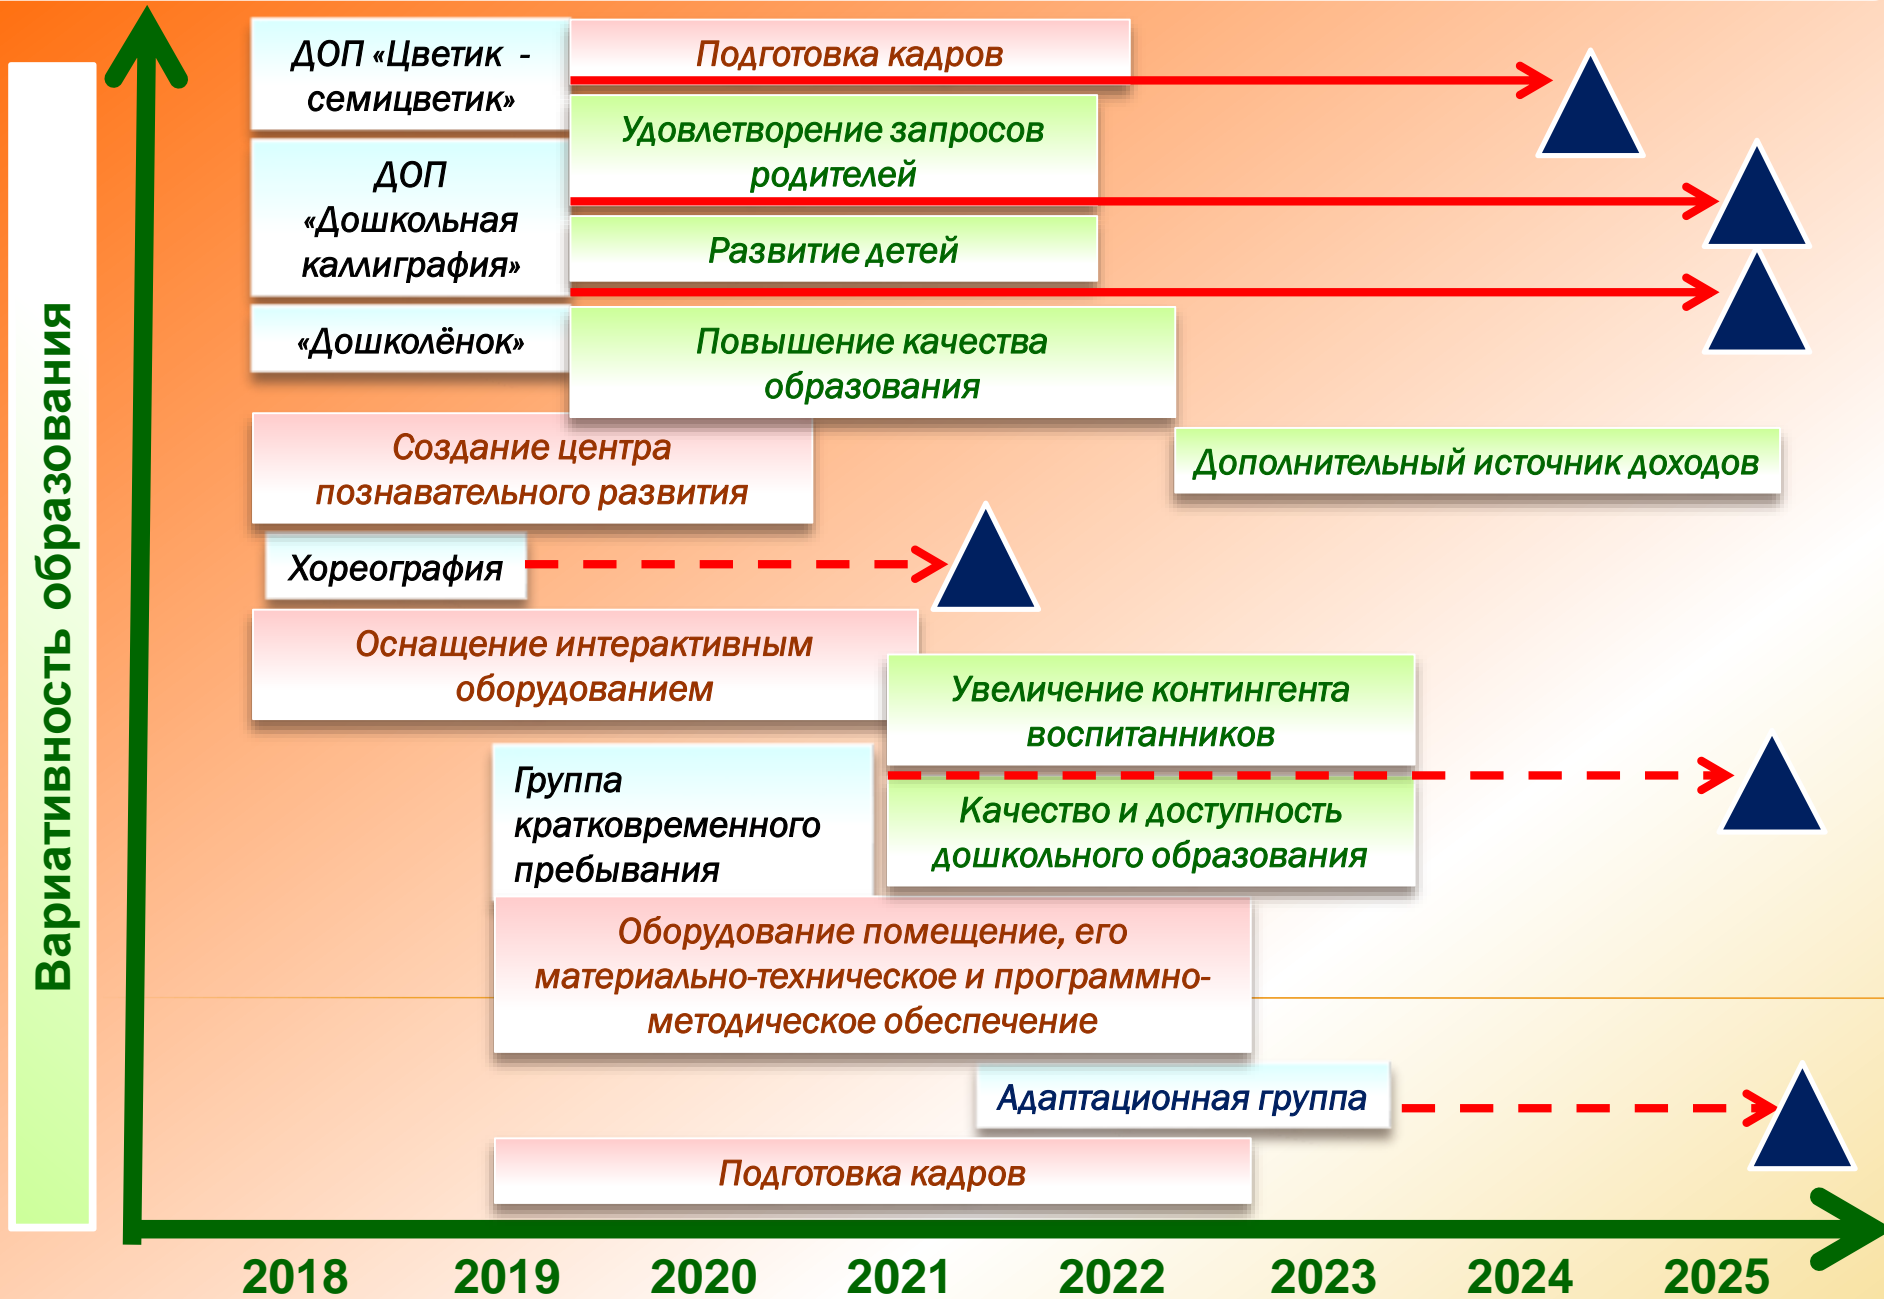 Вариативность образования
ДОП «Цветик -
семицветик»
Подготовка кадров
Удовлетворение запросов
родителей
ДОП
«Дошкольная
каллиграфия»
Развитие детей
«Дошколёнок»
Повышение качества
образования
Создание центра
познавательного развития
Дополнительный источник доходов
Хореография
Оснащение интерактивным
оборудованием
Увеличение контингента
воспитанников
Группа
кратковременного
пребывания
Качество и доступность
дошкольного образования
Оборудование помещение, его
материально-техническое и программно-
методическое обеспечение
Адаптационная группа
Подготовка кадров
2018 2019 2020 2021 2022 2023 2024 2025